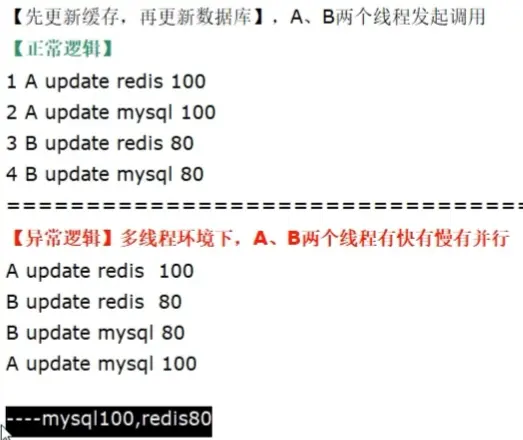 【先更新缓存，再更新数据库】，A、B两个线程发起调用
【正常逻辑】
1 A update redis 100
2 A update mysql 100
3 B update redis 80
4 B update mysql 80
====================================
【异常逻辑】多线程环境下，A、B两个线程有快有慢有并行
A update redis  100
B update redis  80
B update mysql 80
A update mysql 100
----mysql100,redis80